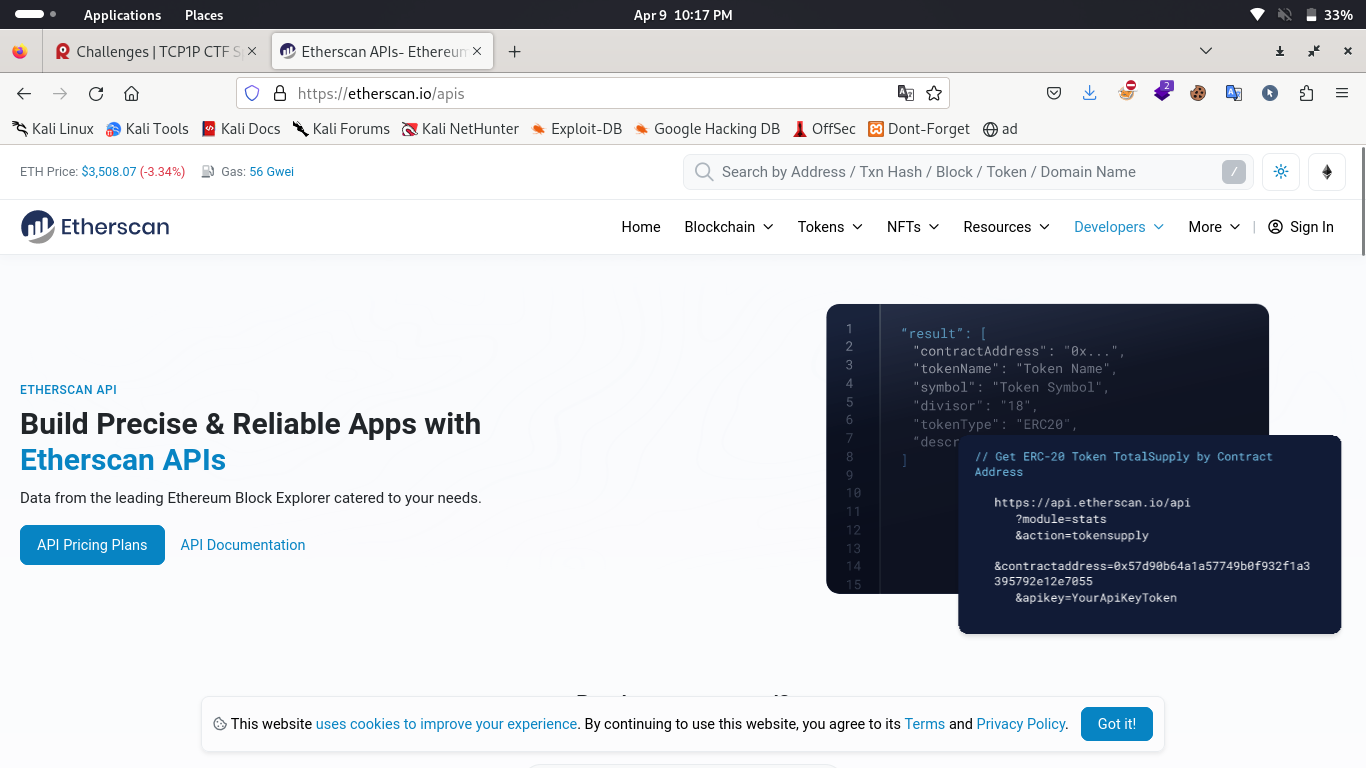 Applications Places Apr 9 10:17 PM 33%
Challenges | TCP1P CTF Etherscan APIs- Ethereum
https://etherscan.io/apis 2
Kali Linux Kali Tools Kali Docs Kali Forums Kali NetHunter Exploit-DB Google Hacking DB OffSec Dont-Forget ad
ETH Price: $3,508.07 (-3.34%) Gas: 56 Gwei Search by Address / Txn Hash / Block / Token / Domain Name /
Etherscan Home Blockchain Tokens NFTs Resources Developers More | Sign In
ETHERSCAN API
Build Precise & Reliable Apps with
Etherscan APIs
Data from the leading Ethereum Block Explorer catered to your needs.
API Pricing Plans API Documentation
1 “result”: [
2 "contractAddress": "0x...",
3 "tokenName": "Token Name",
4 "symbol": "Token Symbol",
5 "divisor": "18",
6 "tokenType": "ERC20",
7 "descr
8 ]
9
10
11
12
13
14
15
// Get ERC-20 Token TotalSupply by Contract
Address
https://api.etherscan.io/api
?module=stats
&action=tokensupply
&contractaddress=0x57d90b64a1a57749b0f932f1a3
395792e12e7055
&apikey=YourApiKeyToken
This website uses cookies to improve your experience. By continuing to use this website, you agree to its Terms and Privacy Policy. Got it!